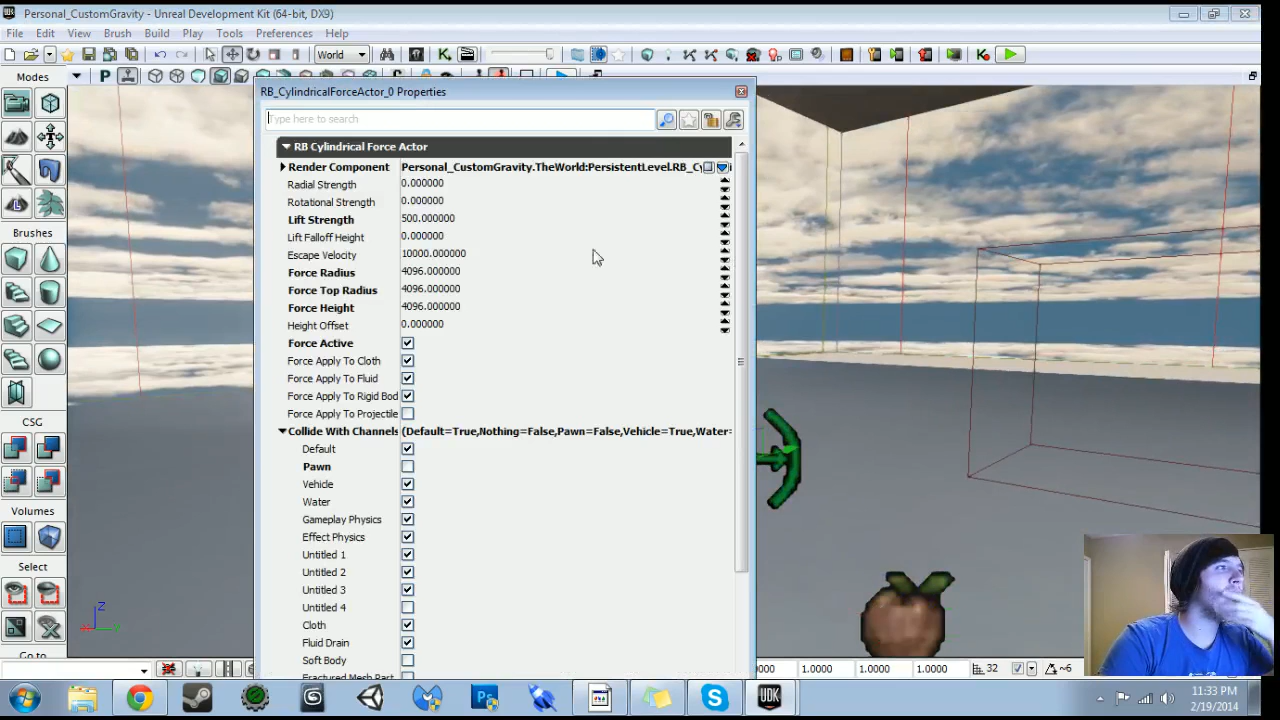 Personal_CustomGravity - Unreal Development Kit (64-bit, DX9)
File Edit View Brush Build Play Tools Preferences Help
World
Modes
RB_CylindricalForceActor_0 Properties
Type here to search
RB Cylindrical Force Actor
Render Component Personal_CustomGravity.TheWorld:PersistentLevel.RB_Cy
Radial Strength 0.000000
Rotational Strength 0.000000
Lift Strength 500.000000
Brushes
Lift Falloff Height 0.000000
Escape Velocity 10000.000000
Force Radius 4096.000000
Force Top Radius 4096.000000
Force Height 4096.000000
Height Offset 0.000000
Force Active
Force Apply To Cloth
Force Apply To Fluid
Force Apply To Rigid Bod
Force Apply To Projectile
CSG
Collide With Channels (Default=True,Nothing=False,Pawn=False,Vehicle=True,Water=
Default
Pawn
Vehicle
Water
Volumes
Gameplay Physics
Effect Physics
Untitled 1
Select
Untitled 2
Untitled 3
Untitled 4
Cloth
Fluid Drain
Go to
Soft Body
Z
X
Y
1.0000 1.0000 1.0000 32 ~6
UDK
11:33 PM
2/19/2014